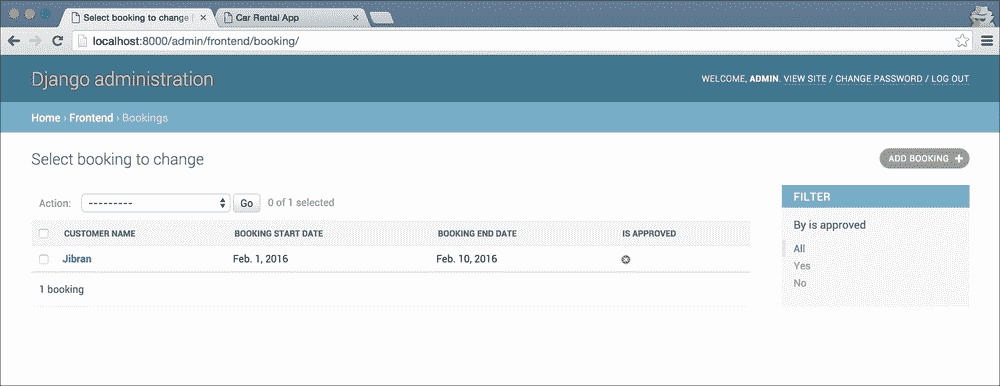 Select booking to change
Car Rental App
localhost:8000/admin/frontend/booking/
Django administration
WELCOME, ADMIN. VIEW SITE / CHANGE PASSWORD / LOG OUT
Home › Frontend › Bookings
Select booking to change
ADD BOOKING +
Action: --------- Go 0 of 1 selected
FILTER
CUSTOMER NAME BOOKING START DATE BOOKING END DATE IS APPROVED
By is approved
Jibran Feb. 1, 2016 Feb. 10, 2016
All
Yes
No
1 booking